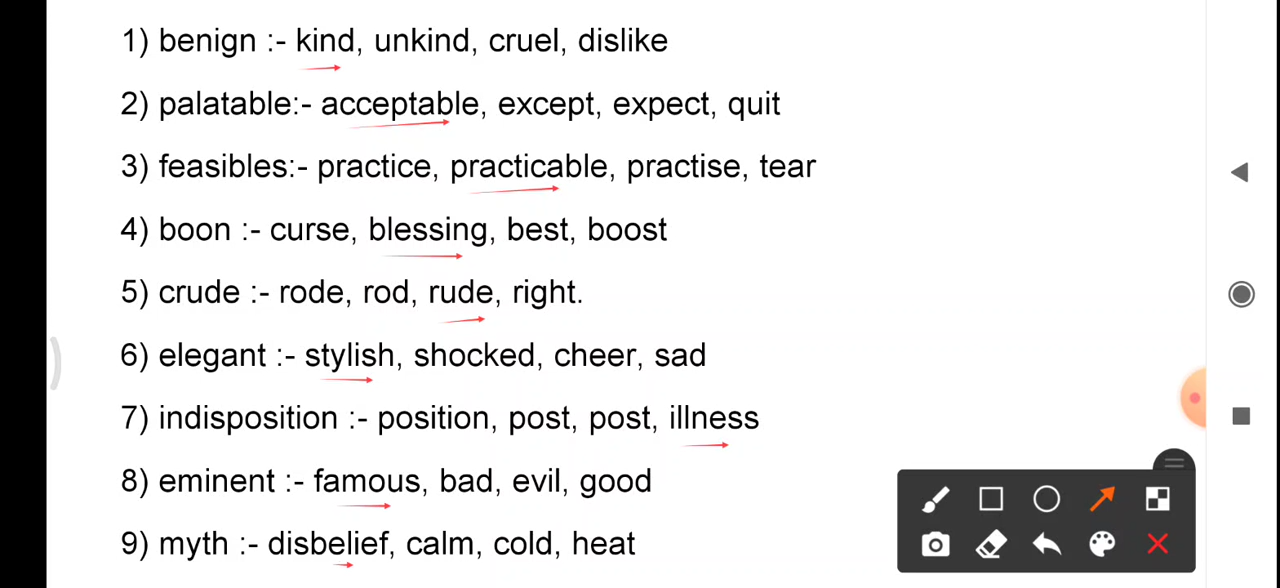 1) benign :- kind, unkind, cruel, dislike
2) palatable:- acceptable, except, expect, quit
3) feasibles:- practice, practicable, practise, tear
4) boon :- curse, blessing, best, boost
5) crude :- rode, rod, rude, right.
6) elegant :- stylish, shocked, cheer, sad
7) indisposition :- position, post, post, illness
8) eminent :- famous, bad, evil, good
9) myth :- disbelief, calm, cold, heat